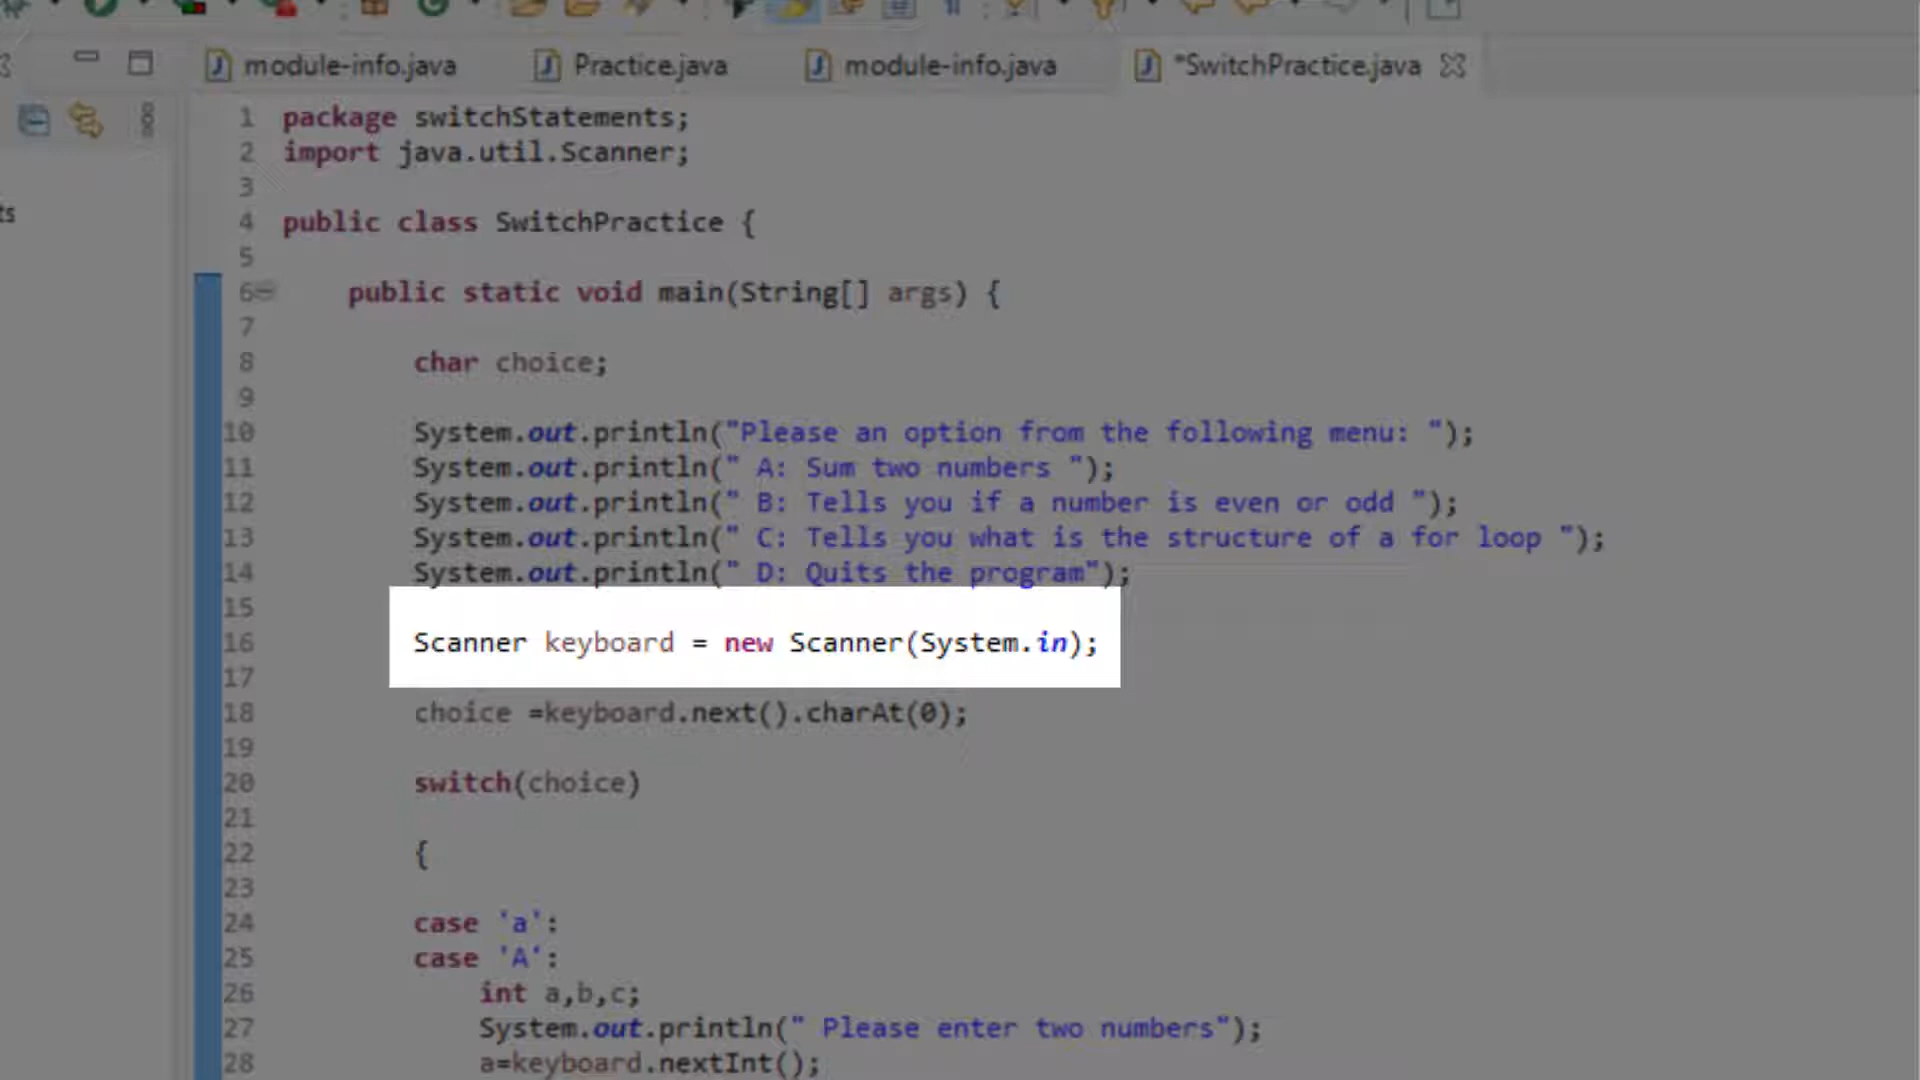 module-info.java Practice.java module-info.java *SwitchPractice.java
ts
1 package switchStatements;
2 import java.util.Scanner;
3
4 public class SwitchPractice {
5
6 public static void main(String[] args) {
7
8 char choice;
9
10 System.out.println("Please an option from the following menu: ");
11 System.out.println(" A: Sum two numbers ");
12 System.out.println(" B: Tells you if a number is even or odd ");
13 System.out.println(" C: Tells you what is the structure of a for loop ");
14 System.out.println(" D: Quits the program");
15
16 Scanner keyboard = new Scanner(System.in);
17
18 choice =keyboard.next().charAt(0);
19
20 switch(choice)
21
22 {
23
24 case 'a':
25 case 'A':
26 int a,b,c;
27 System.out.println(" Please enter two numbers");
28 a=keyboard.nextInt();